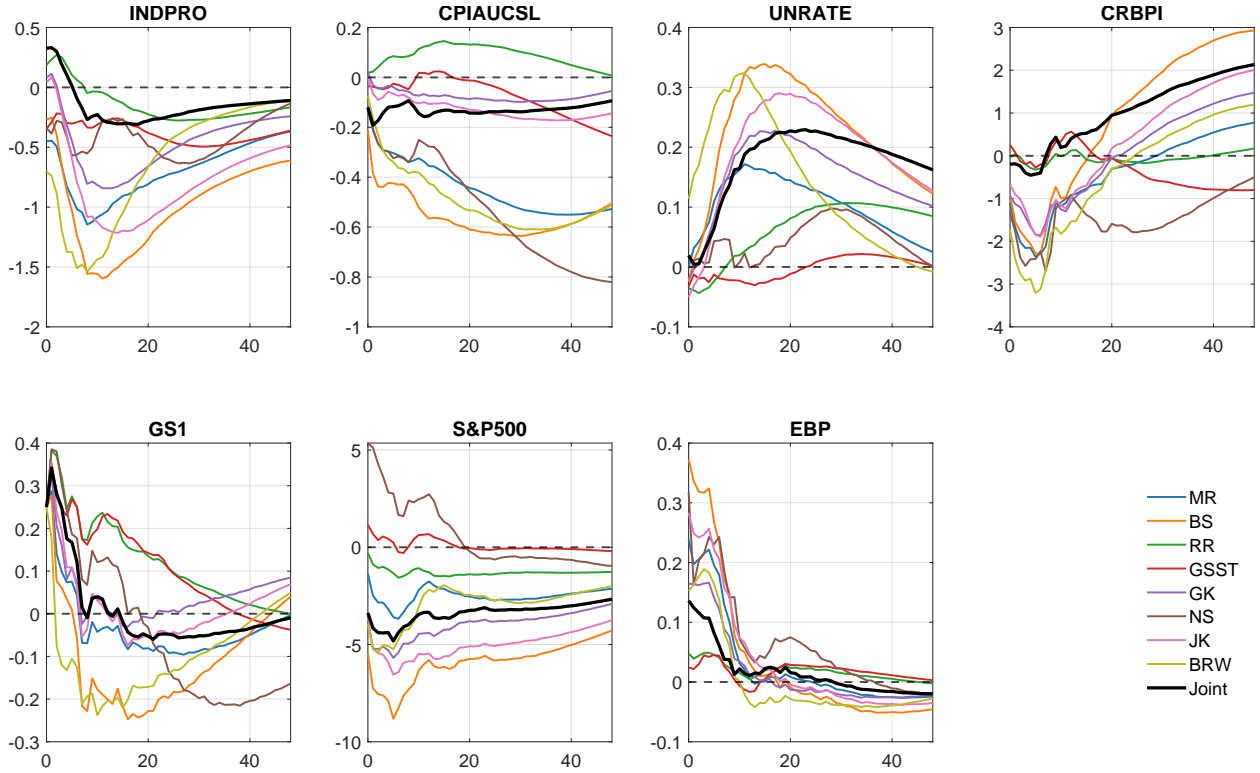 INDPRO
0.5
0
-0.5
-1
-1.5
-2
0 20 40
CPIAUCSL
0.2
0
-0.2
-0.4
-0.6
-0.8
-1
0 20 40
UNRATE
0.4
0.3
0.2
0.1
0
-0.1
0 20 40
CRBPI
3
2
1
0
-1
-2
-3
-4
0 20 40
GS1
0.4
0.3
0.2
0.1
0
-0.1
-0.2
-0.3
0 20 40
S&P500
5
0
-5
-10
0 20 40
EBP
0.4
0.3
0.2
0.1
0
-0.1
0 20 40
MR
BS
RR
GSST
GK
NS
JK
BRW
Joint